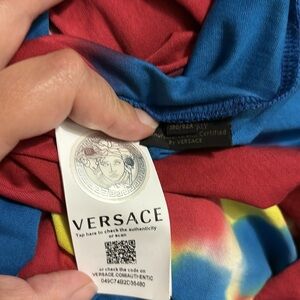 Certified
BY VERSACE
VERSACE
Tap here to check the authenticity
or scan
or check the code on
VERSACE.COM/AUTHENTIC
049C74B2D35480